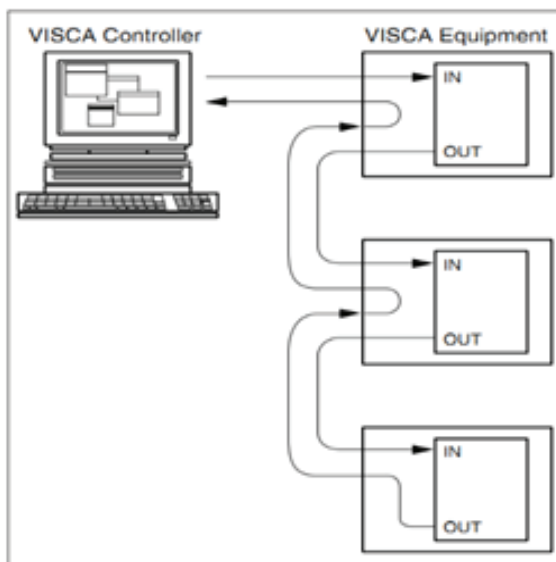 VISCA Controller
VISCA Equipment
IN
OUT
IN
OUT
IN
OUT